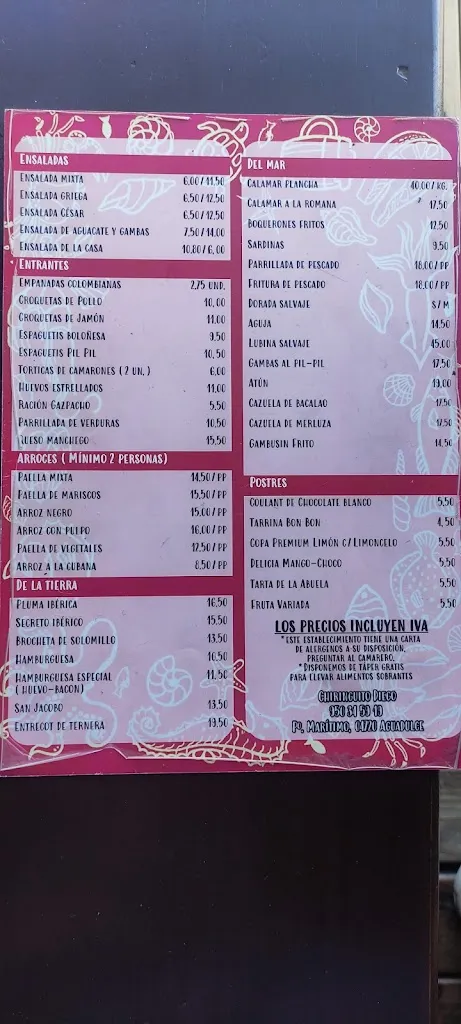 ENSALADAS
ENSALADA MIXTA 6.00/11.50
ENSALADA GRIEGA 6.50/12.50
ENSALADA CÉSAR 6.50/12.50
ENSALADA DE AGUACATE Y GAMBAS 7.50/14.00
ENSALADA DE LA CASA 10.80/6.00
ENTRANTES
EMPANADAS COLOMBIANAS 2,75 UND.
CROQUETAS DE POLLO 10,00
CROQUETAS DE JAMÓN 11.00
ESPAGUETIS BOLOÑESA 9.50
ESPAGUETIS PIL PIL 10,50
TORTICAS DE CAMARONES (2 UN.) 6.00
HUEVOS ESTRELLADOS 11,00
RACIÓN GAZPACHO 5.50
PARRILLADA DE VERDURAS 10,50
QUESO MANCHEGO 15,50
ARROCES (MÍNIMO 2 PERSONAS)
PAELLA MIXTA 14,50/PP
PAELLA DE MARISCOS 15,50/PP
ARROZ NEGRO 15.00/PP
ARROZ CON PULPO 16,00/PP
PAELLA DE VEGETALES 12.50/PP
ARROZ A LA CUBANA 8.50/PP
DE LA TIERRA
PLUMA IBÉRICA 16,50
SECRETO IBÉRICO 15.50
BROCHETA DE SOLOMILLO 13,50
HAMBURGUESA 10.50
HAMBURGUESA ESPECIAL 11.50
(HUEVO-BACON)
SAN JACOBO 13.50
ENTRECOT DE TERNERA 19.50
DEL MAR
CALAMAR PLANCHA 40.00/KG.
CALAMAR A LA ROMANA 17,50
BOQUERONES FRITOS 12.50
SARDINAS 9.50
PARRILLADA DE PESCADO 18.00/PP
FRITURA DE PESCADO 18.00/PP
DORADA SALVAJE S/M
AGUJA 14.50
LUBINA SALVAJE 45.00
GAMBAS AL PIL-PIL 17.50
ATÚN 19,00
CAZUELA DE BACALAO 17.50
CAZUELA DE MERLUZA 17.50
GAMBUSIN FRITO 14,50
POSTRES
COULANT DE CHOCOLATE BLANCO 5,50
TARRINA BON BON 4,50
COPA PREMIUM LIMÓN C/LIMONCELO 5.50
DELICIA MANGO-CHOCO 5.50
TARTA DE LA ABUELA 5.50
FRUTA VARIADA 5.50
LOS PRECIOS INCLUYEN IVA
*ESTE ESTABLECIMIENTO TIENE UNA CARTA
DE ALERGENOS A SU DISPOSICIÓN,
PREGUNTAR AL CAMARERO.
*DISPONEMOS DE TÁPER GRATIS
PARA LLEVAR ALIMENTOS SOBRANTES
CHIRINGUITO DIEGO
950 34 53 13
Pº. MARÍTIMO, 04720 AGUADULCE